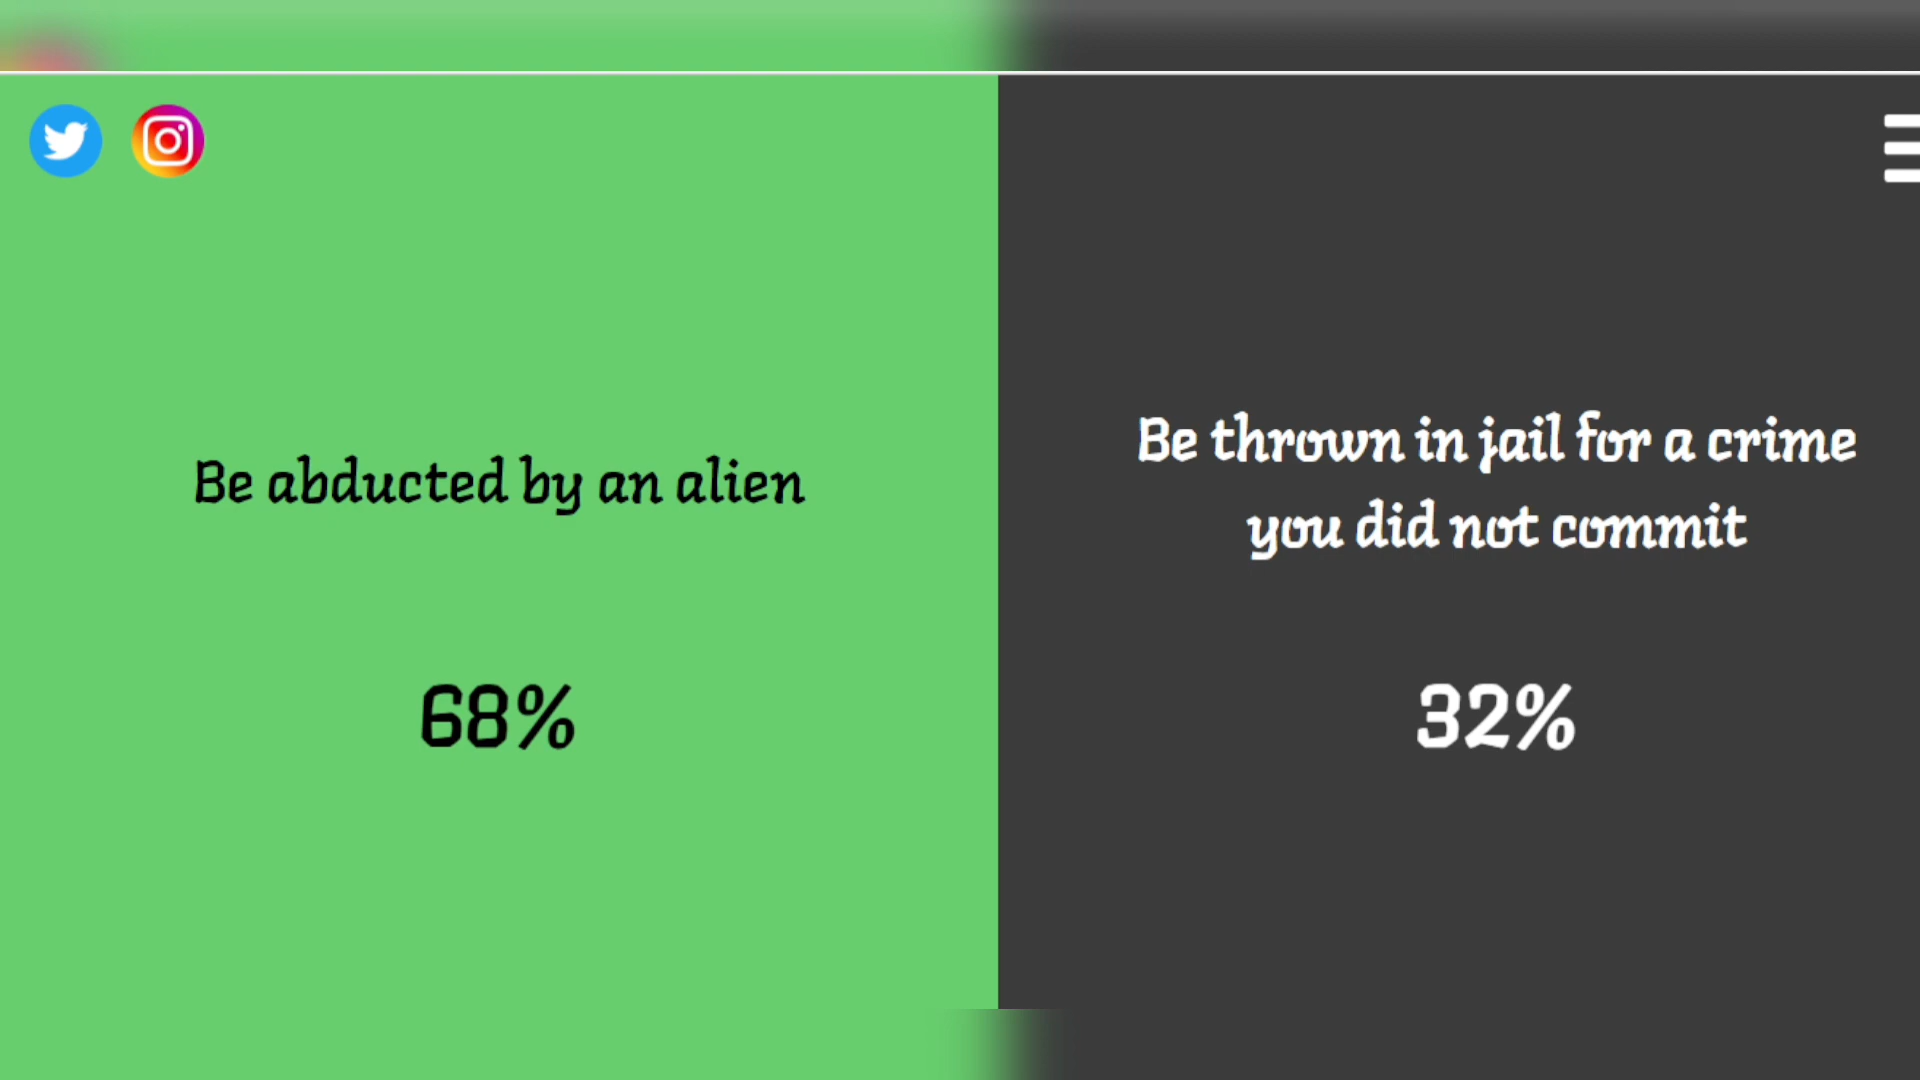 Be abducted by an alien
68%
Be thrown in jail for a crime
you did not commit
32%